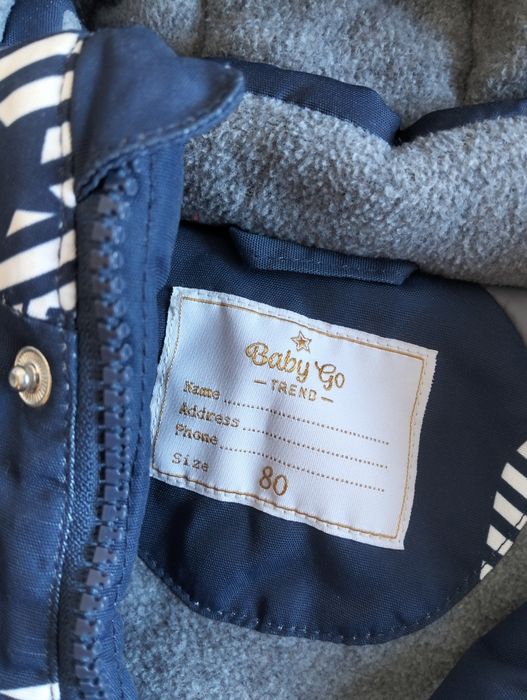 Baby Go
— TREND —
Name
Address
Phone
Size 80